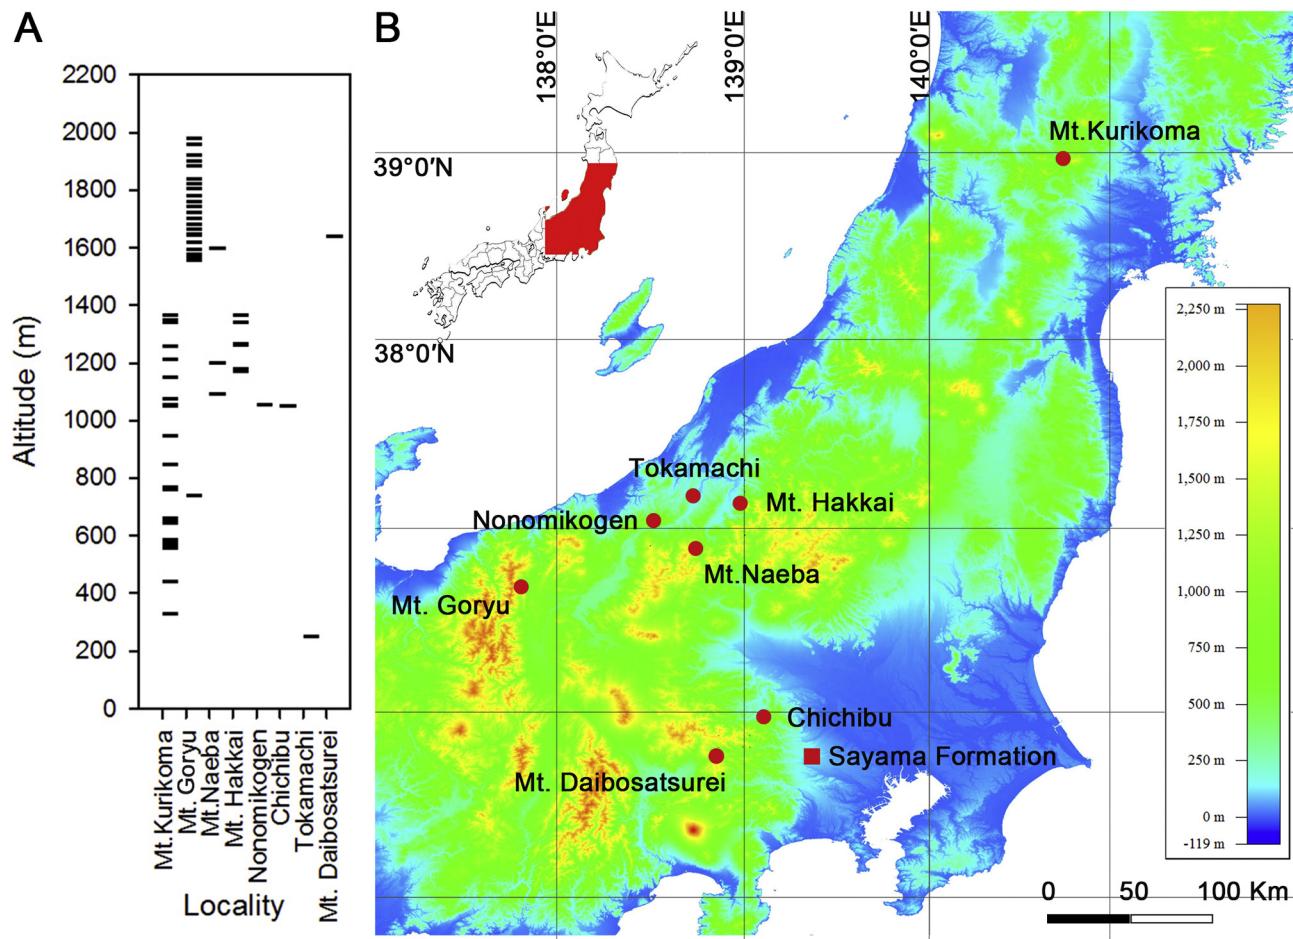 A
2200
2000
1800
1600
1400
1200
1000
800
600
400
200
0
Altitude (m)
Mt.Kurikoma
Mt. Goryu
Mt.Naeba
Mt. Hakkai
Nonomikogen
Chichibu
Tokamachi
Mt. Daibosatsurei
Locality
B
138°0′E
139°0′E
140°0′E
39°0′N
38°0′N
Mt.Kurikoma
Tokamachi
Mt. Hakkai
Nonomikogen
Mt.Naeba
Mt. Goryu
Chichibu
Sayama Formation
Mt. Daibosatsurei
2,250 m
2,000 m
1,750 m
1,500 m
1,250 m
1,000 m
750 m
500 m
250 m
0 m
-119 m
0 50 100 Km